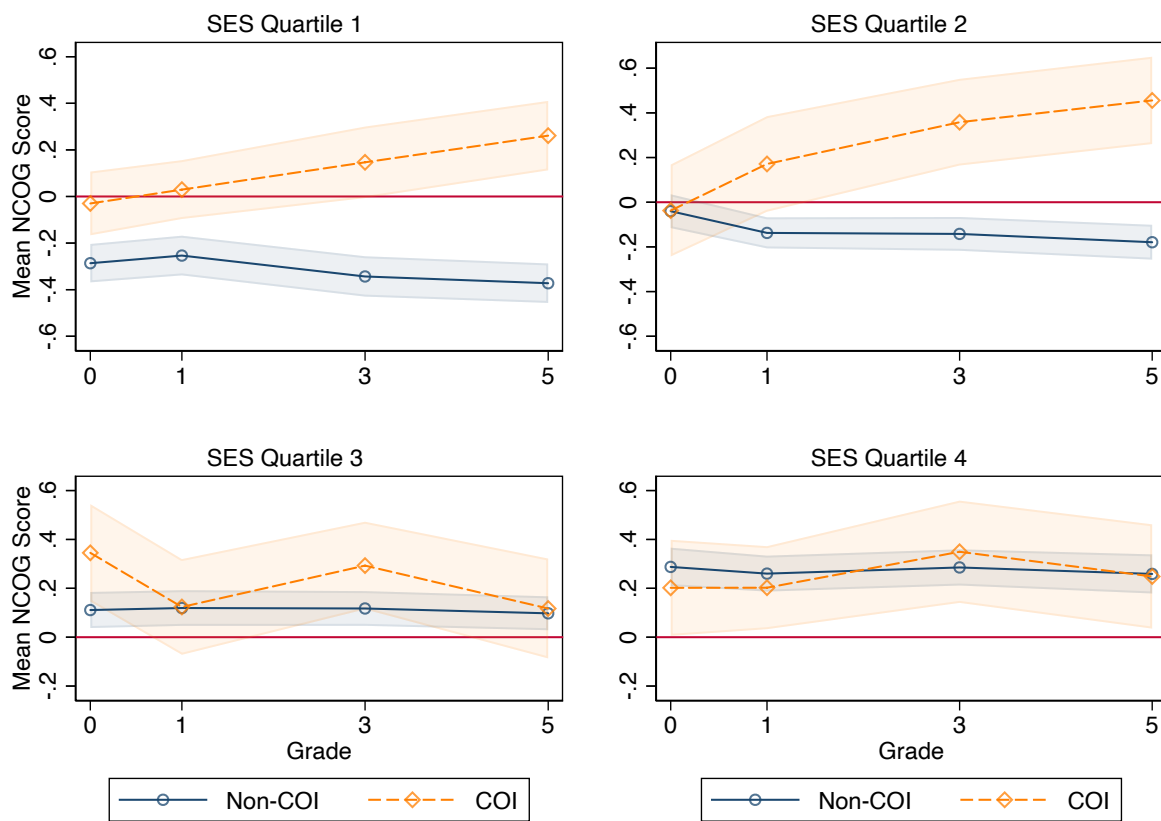 SES Quartile 1
Mean NCOG Score
.6
.4
.2
0
-.2
-.4
-.6
0 1 3 5
SES Quartile 2
.6
.4
.2
0
-.2
-.4
-.6
0 1 3 5
SES Quartile 3
Mean NCOG Score
.6
.4
.2
0
-.2
0 1 3 5
Grade
Non-COI COI
SES Quartile 4
.6
.4
.2
0
-.2
0 1 3 5
Grade
Non-COI COI